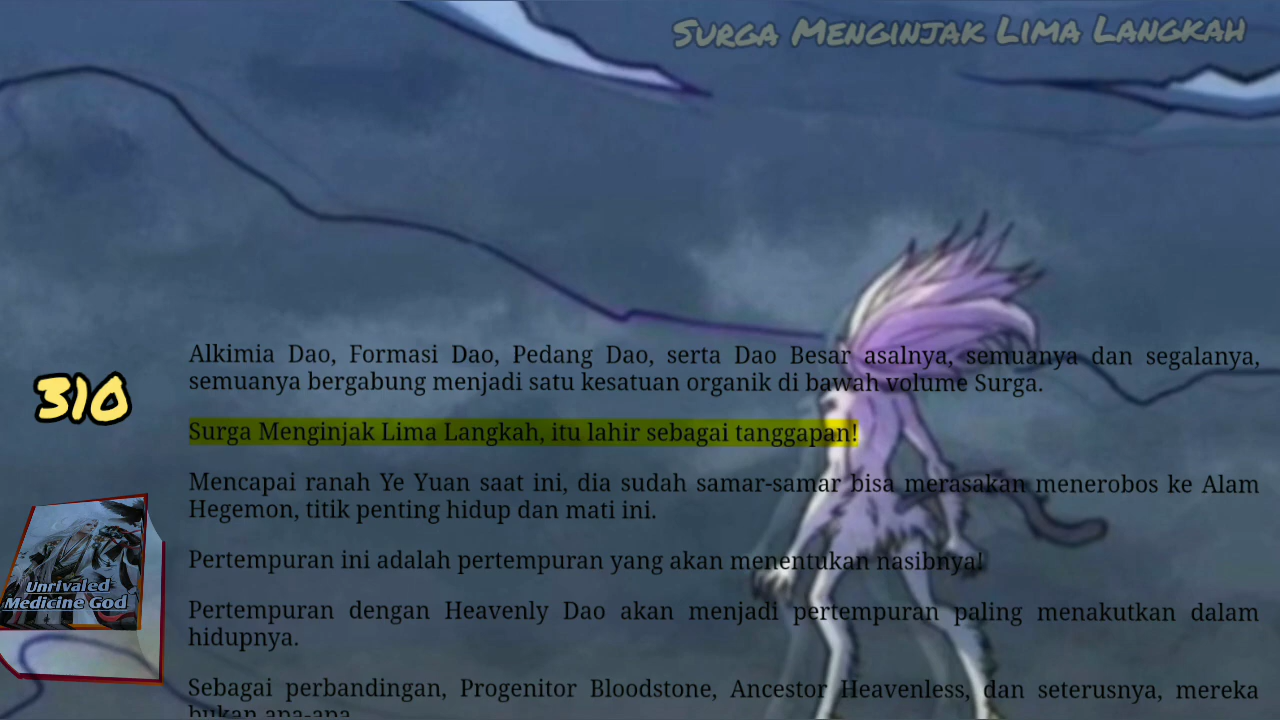 Surga Menginjak Lima Langkah
Alkimia Dao, Formasi Dao, Pedang Dao, serta Dao Besar asalnya, semuanya dan segalanya,
semuanya bergabung menjadi satu kesatuan organik di bawah volume Surga.
310
Surga Menginjak Lima Langkah, itu lahir sebagai tanggapan!
Mencapai ranah Ye Yuan saat ini, dia sudah samar-samar bisa merasakan menerobos ke Alam
Hegemon, titik penting hidup dan mati ini.
Pertempuran ini adalah pertempuran yang akan menentukan nasibnya!
Unrivaled
Medicine God
Pertempuran dengan Heavenly Dao akan menjadi pertempuran paling menakutkan dalam
hidupnya.
Sebagai perbandingan, Progenitor Bloodstone, Ancestor Heavenless, dan seterusnya, mereka
bukan apa-apa